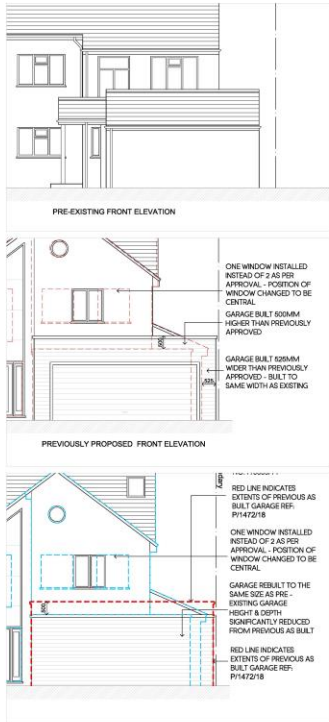 PRE-EXISTING FRONT ELEVATION
ONE WINDOW INSTALLED
INSTEAD OF 2 AS PER
APPROVAL - POSITION OF
WINDOW CHANGED TO BE
CENTRAL
GARAGE BUILT 500MM
HIGHER THAN PREVIOUSLY
APPROVED
500
GARAGE BUILT 525MM
WIDER THAN PREVIOUSLY
APPROVED - BUILT TO
SAME WIDTH AS EXISTING
525
PREVIOUSLY PROPOSED FRONT ELEVATION
RED LINE INDICATES
EXTENTS OF PREVIOUS AS
BUILT GARAGE REF:
P/1472/18
ONE WINDOW INSTALLED
INSTEAD OF 2 AS PER
APPROVAL - POSITION OF
WINDOW CHANGED TO BE
CENTRAL
GARAGE REBUILT TO THE
SAME SIZE AS PRE -
EXISTING GARAGE
HEIGHT & DEPTH
SIGNIFICANTLY REDUCED
FROM PREVIOUS AS BUILT
RED LINE INDICATES
EXTENTS OF PREVIOUS AS
BUILT GARAGE REF:
P/1472/18